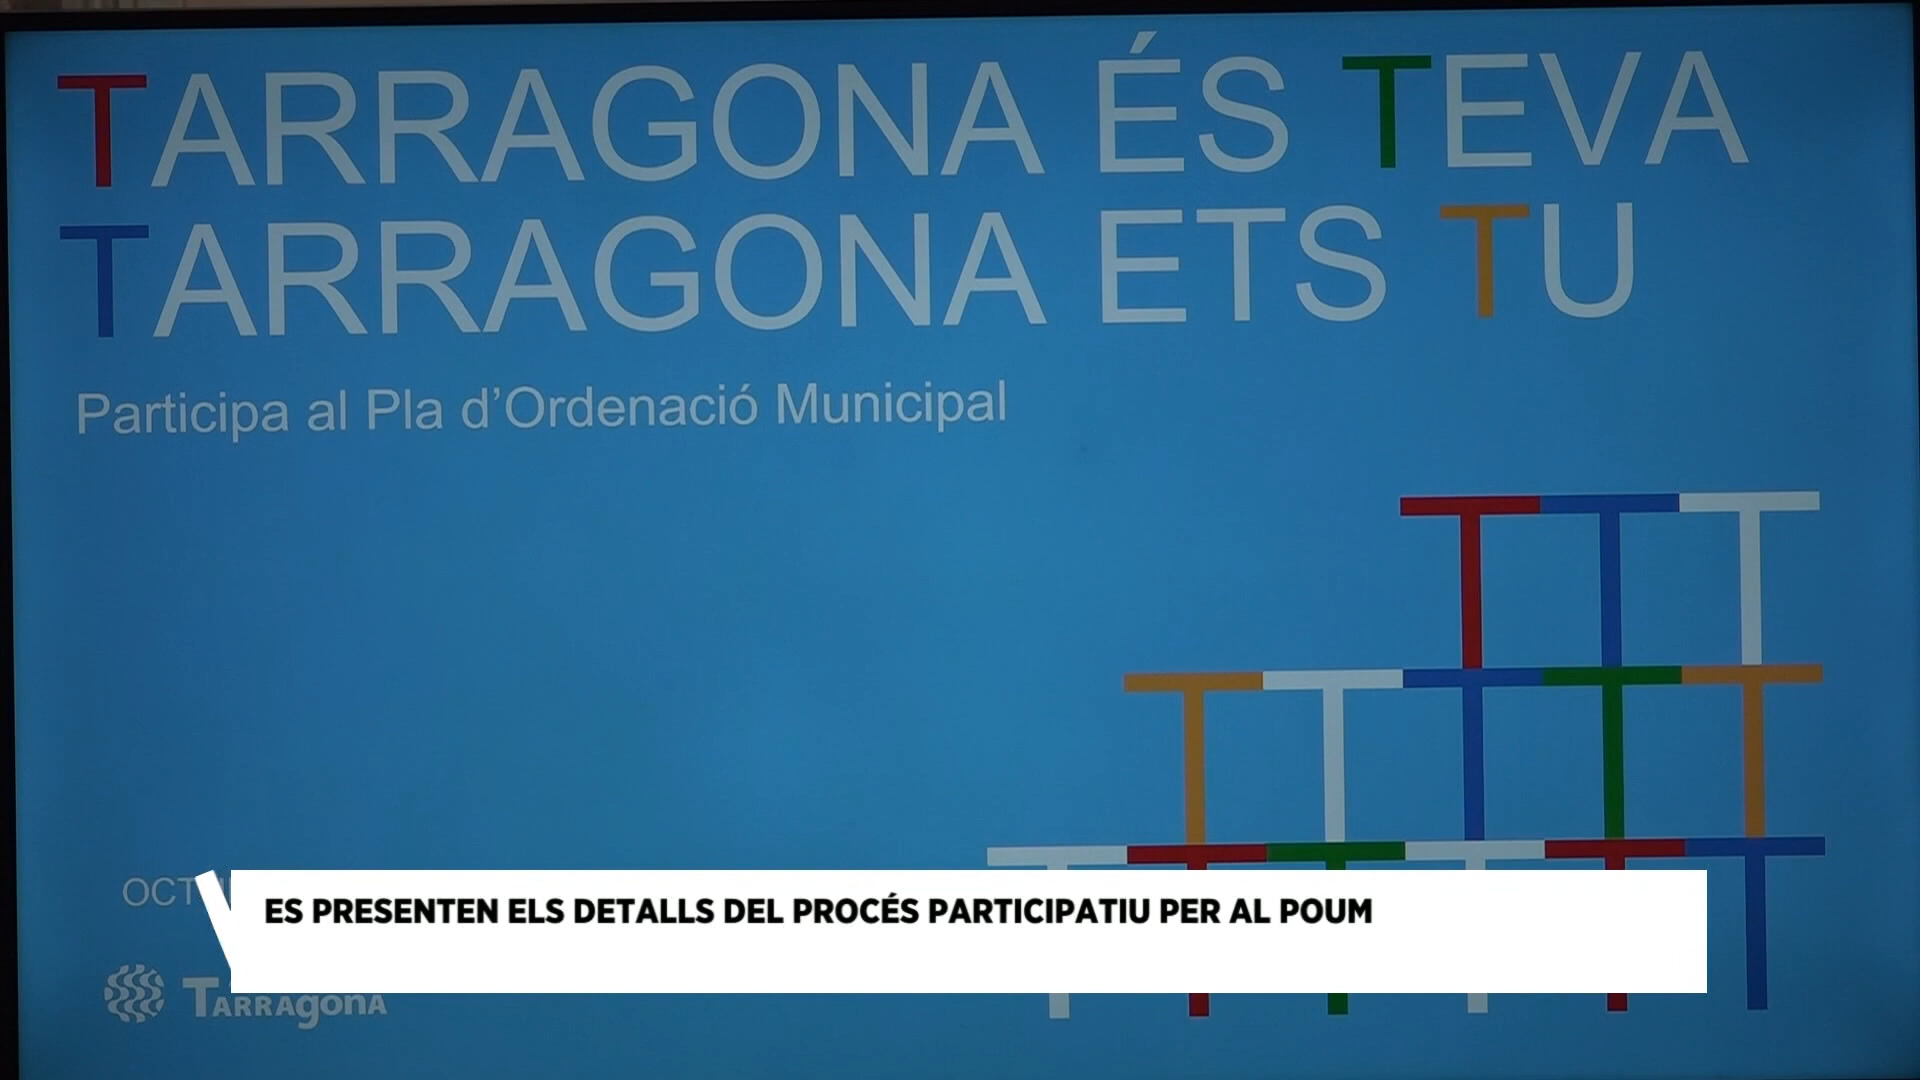 TARRAGONA ÉS TEVA
TARRAGONA ETS TU
Participa al Pla d'Ordenació Municipal
ES PRESENTEN ELS DETALLS DEL PROCÉS PARTICIPATIU PER AL POUM
TARRAGONA